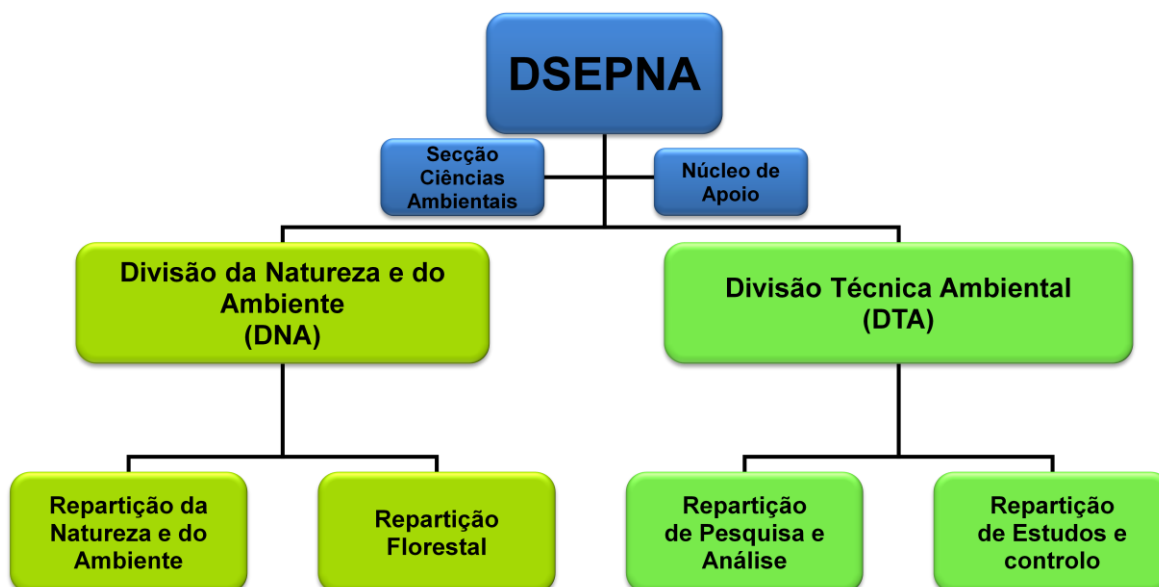 DSEPNA
Secção
Ciências
Ambientais
Núcleo de
Apoio
Divisão da Natureza e do
Ambiente
(DNA)
Divisão Técnica Ambiental
(DTA)
Repartição da
Natureza e do
Ambiente
Repartição
Florestal
Repartição
de Pesquisa e
Análise
Repartição
de Estudos e
controlo